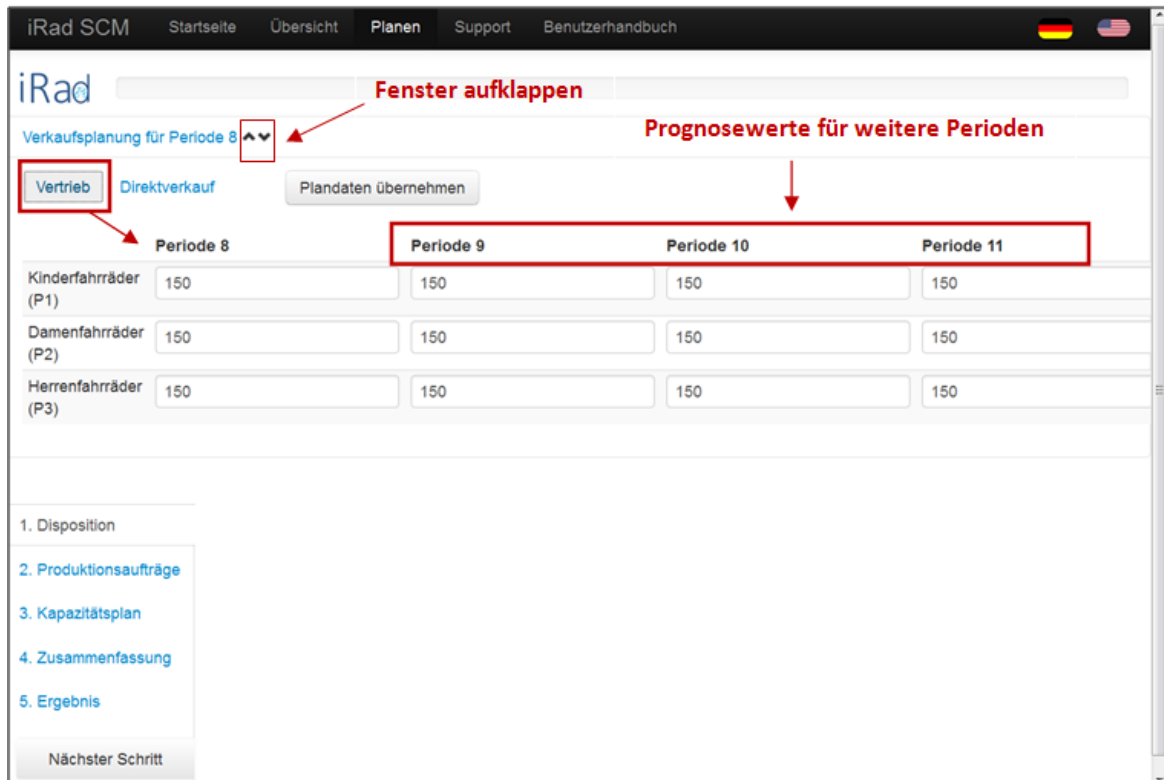 iRad SCM Startseite Übersicht Planen Support Benutzerhandbuch
iRad
Fenster aufklappen
Verkaufsplanung für Periode 8
Prognosewerte für weitere Perioden
Vertrieb Direktverkauf Plandaten übernehmen
Periode 8 Periode 9 Periode 10 Periode 11
Kinderfahrräder
(P1)
150 150 150 150
Damenfahrräder
(P2)
150 150 150 150
Herrenfahrräder
(P3)
150 150 150 150
1. Disposition
2. Produktionsaufträge
3. Kapazitätsplan
4. Zusammenfassung
5. Ergebnis
Nächster Schritt